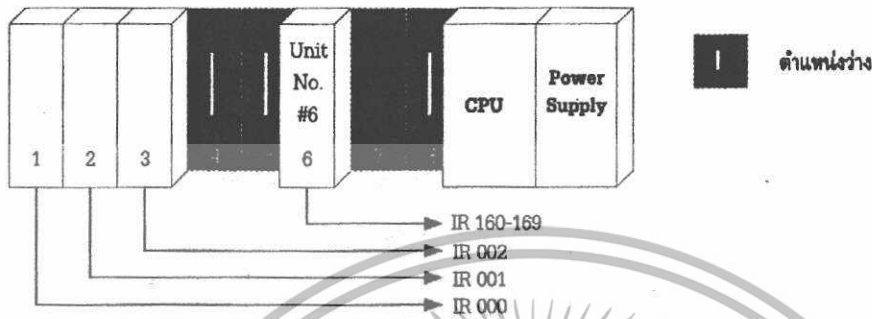 Unit
No.
#6
CPU
Power
Supply
ตำแหน่งว่าง
1
2
3
6
IR 160-169
IR 002
IR 001
IR 000